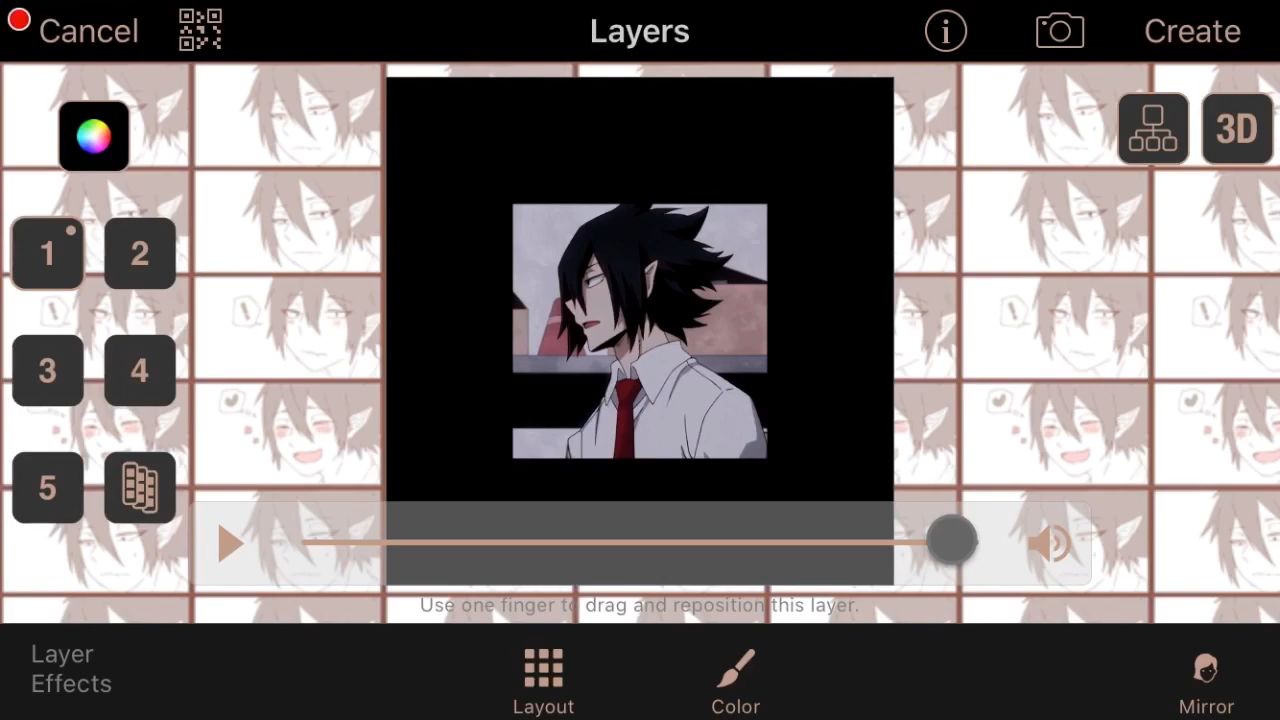 Cancel
Layers
i
Create
3D
1
2
3
4
5
Use one finger to drag and reposition this layer.
Layer
Effects
Layout
Color
Mirror